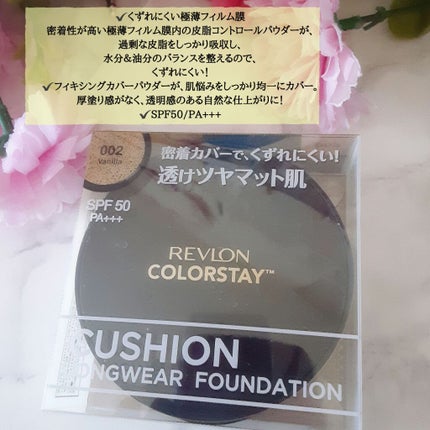 ✓くずれにくい極薄フィルム膜
密着性が高い極薄フィルム膜内の皮脂コントロールパウダーが、
過剰な皮脂をしっかり吸収し、
水分&油分のバランスを整えるので、
くずれにくい!
✓フィキシングカバーパウダーが、肌悩みをしっかり均一にカバー。
厚塗り感がなく、透明感のある自然な仕上がりに!
✓SPF50/PA+++
002
Vanilla
密着カバーで、くずれにくい!
透けツヤマット肌
SPF 50
PA+++
REVLON
COLORSTAY™
CUSHION
ONGWEAR FOUNDATION